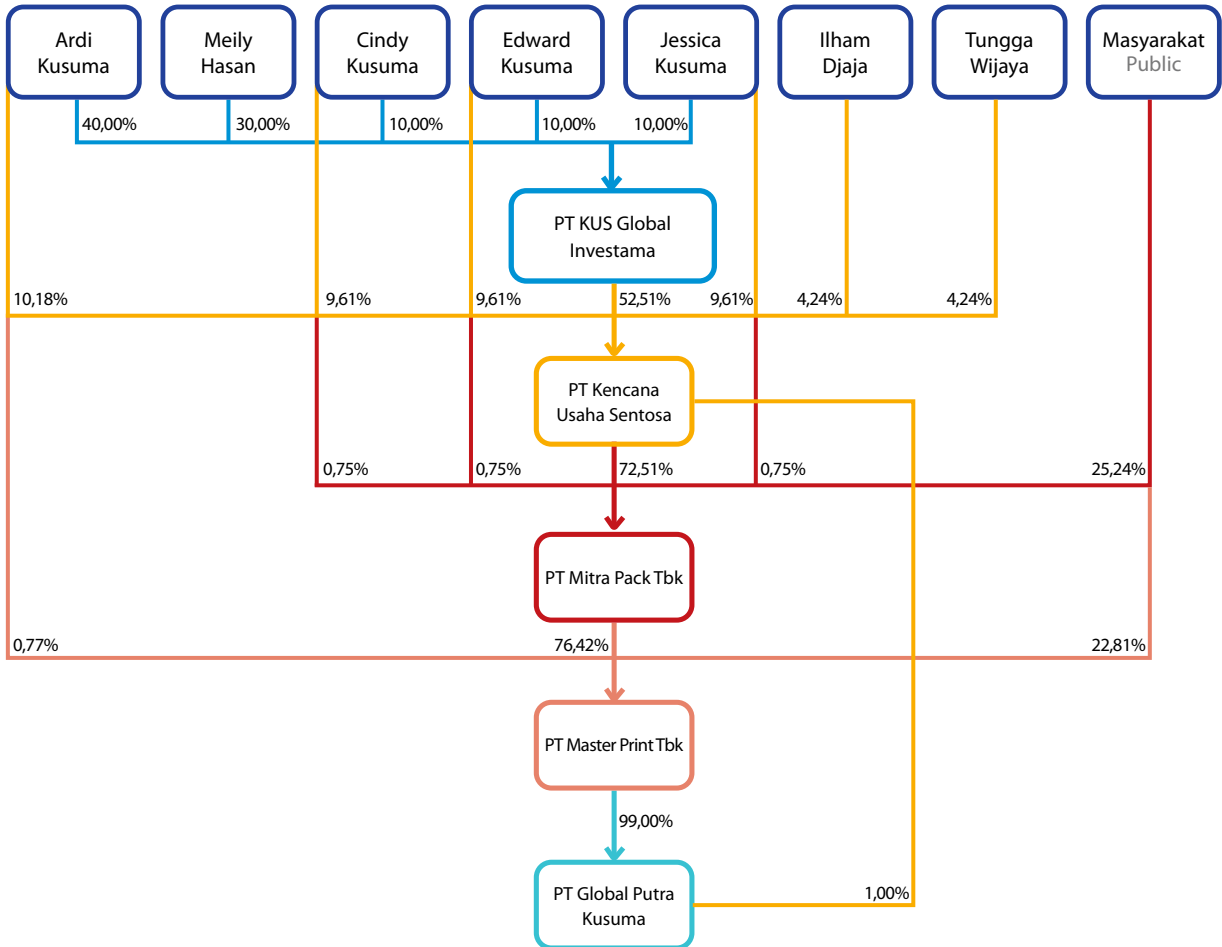 Ardi
Kusuma
Meily
Hasan
Cindy
Kusuma
Edward
Kusuma
Jessica
Kusuma
Ilham
Djaja
Tungga
Wijaya
Masyarakat
Public
40,00%
30,00%
10,00%
10,00%
10,00%
PT KUS Global
Investama
10,18%
9,61%
9,61%
52,51%
9,61%
4,24%
4,24%
PT Kencana
Usaha Sentosa
0,75%
0,75%
72,51%
0,75%
25,24%
PT Mitra Pack Tbk
0,77%
76,42%
22,81%
PT Master Print Tbk
99,00%
PT Global Putra
Kusuma
1,00%